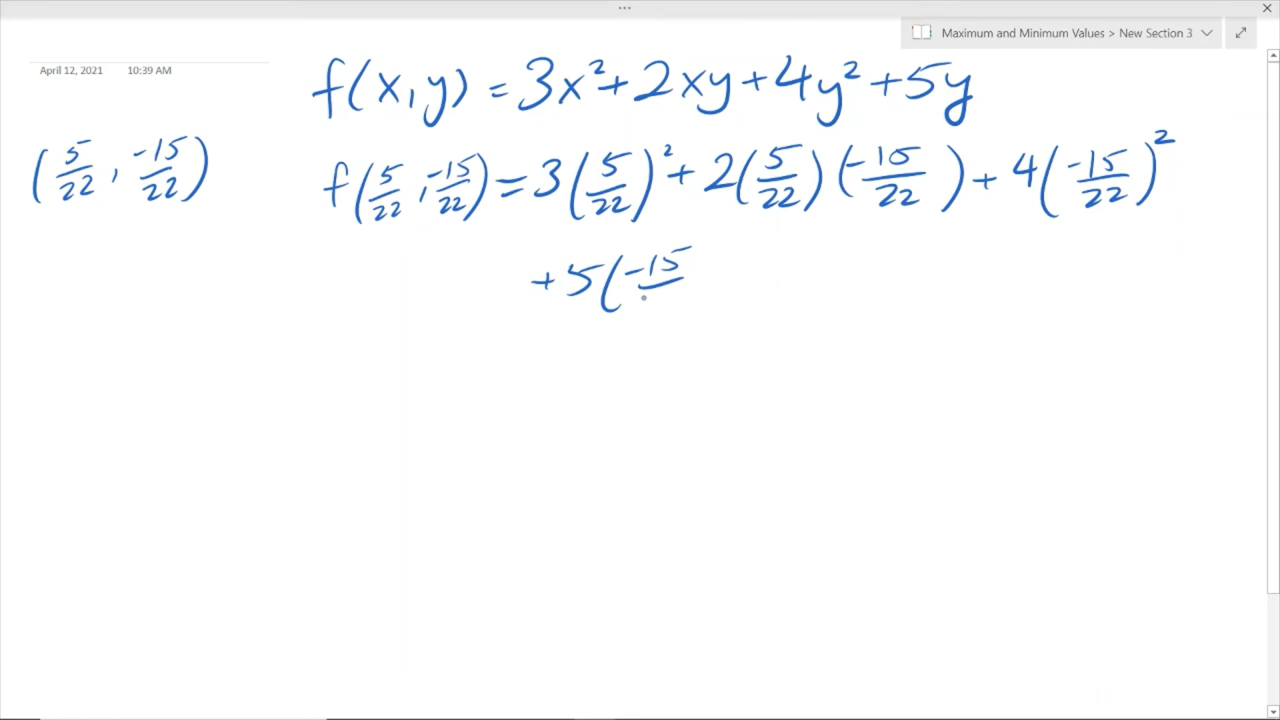 Maximum and Minimum Values > New Section 3
April 12, 2021 10:39 AM
f(x,y) = 3x² + 2xy + 4y² + 5y
(5/22, -15/22)
f(5/22, -15/22) = 3(5/22)² + 2(5/22)(-15/22) + 4(-15/22)²
+ 5(-15/